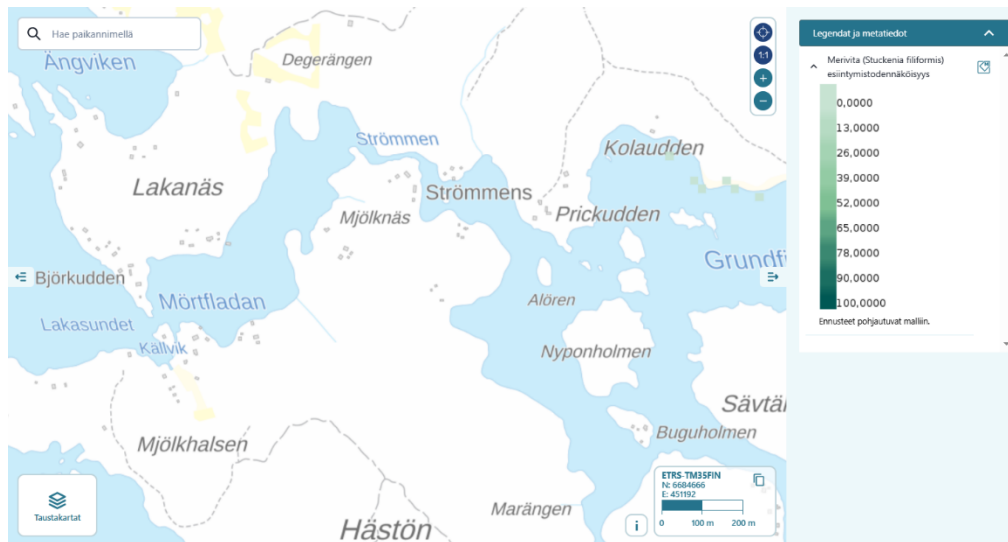 Hae paikannimellä
Ängviken
Degerängen
Strömmen
Kolaudden
Lakanäs
Strömmens
Mjölknäs
Prickudden
Grundfi
Björkudden
Mörtfladan
Alören
Lakasundet
Källvik
Nyponholmen
Sävtäl
Buguholmen
Mjölkhalsen
Marängen
Hästön
Taustakartat
ETRS-TM35FIN
N: 6684666
E: 451192
0 100 m 200 m
i
1:1
Legendat ja metatiedot
Merivita (Stuckenia filiformis)
esiintymistodennäköisyys
0,0000
13,0000
26,0000
39,0000
52,0000
65,0000
78,0000
90,0000
100,0000
Ennusteet pohjautuvat malliin.